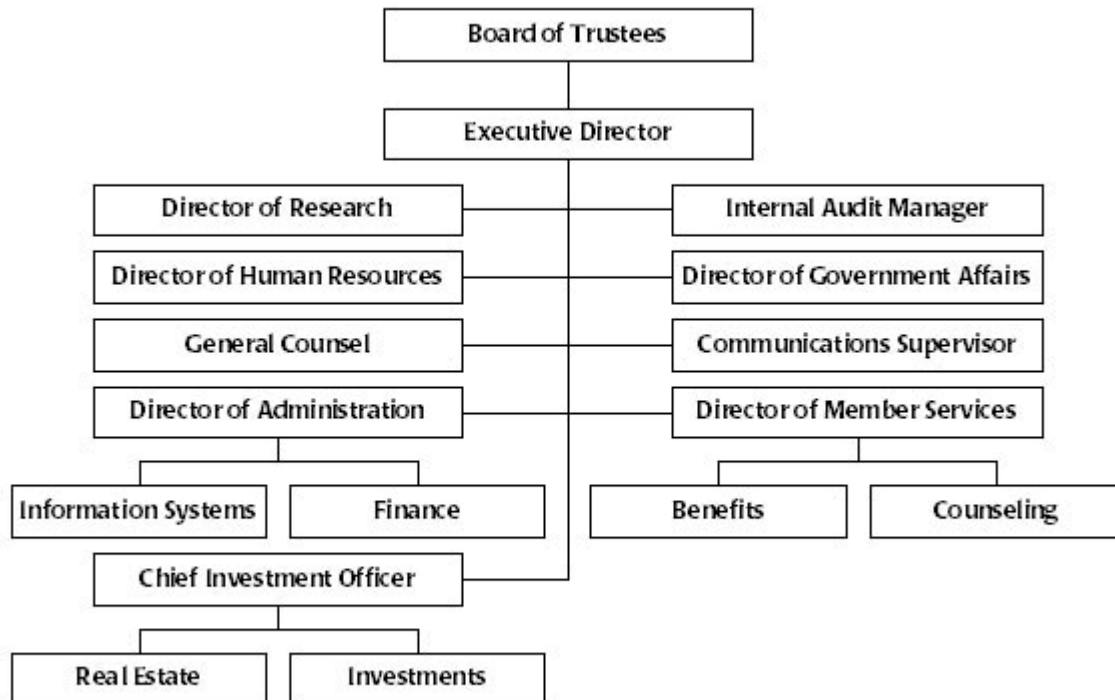 Board of Trustees
Executive Director
Director of Research
Internal Audit Manager
Director of Human Resources
Director of Government Affairs
General Counsel
Communications Supervisor
Director of Administration
Director of Member Services
Information Systems
Finance
Benefits
Counseling
Chief Investment Officer
Real Estate
Investments